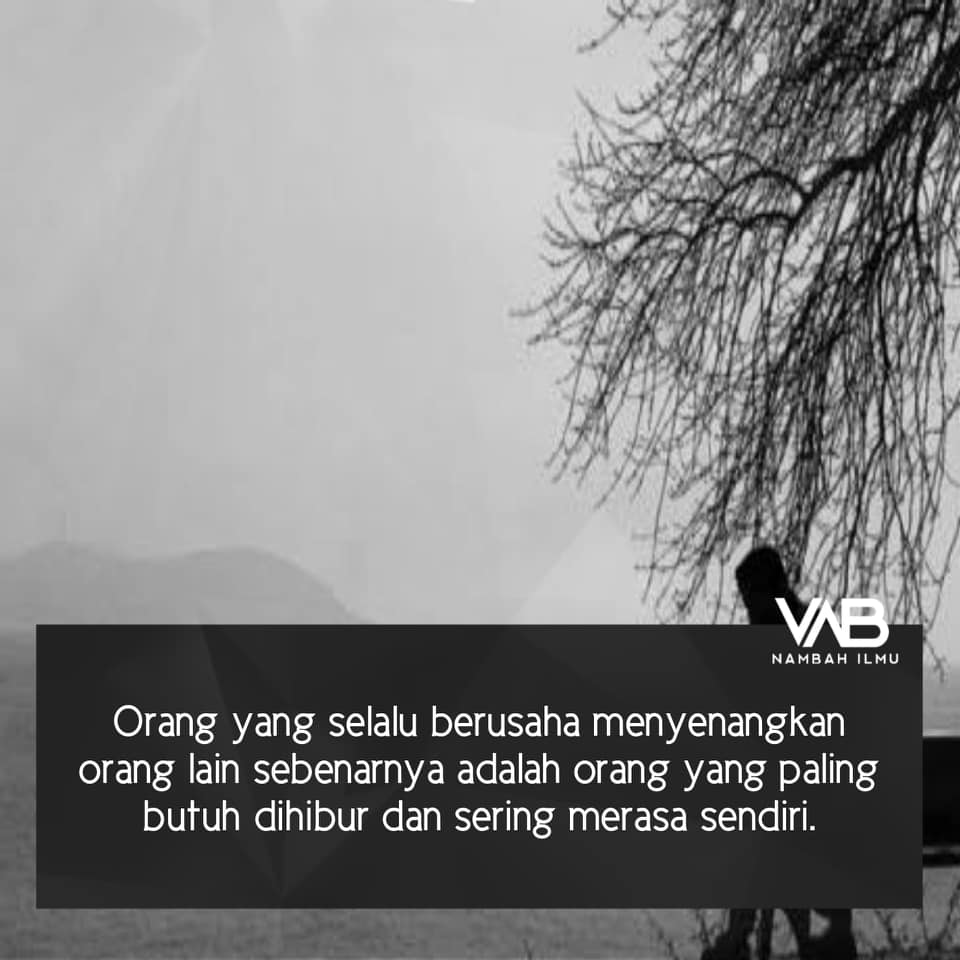 VAB
NAMBAH ILMU
Orang yang selalu berusaha menyenangkan
orang lain sebenarnya adalah orang yang paling
butuh dihibur dan sering merasa sendiri.